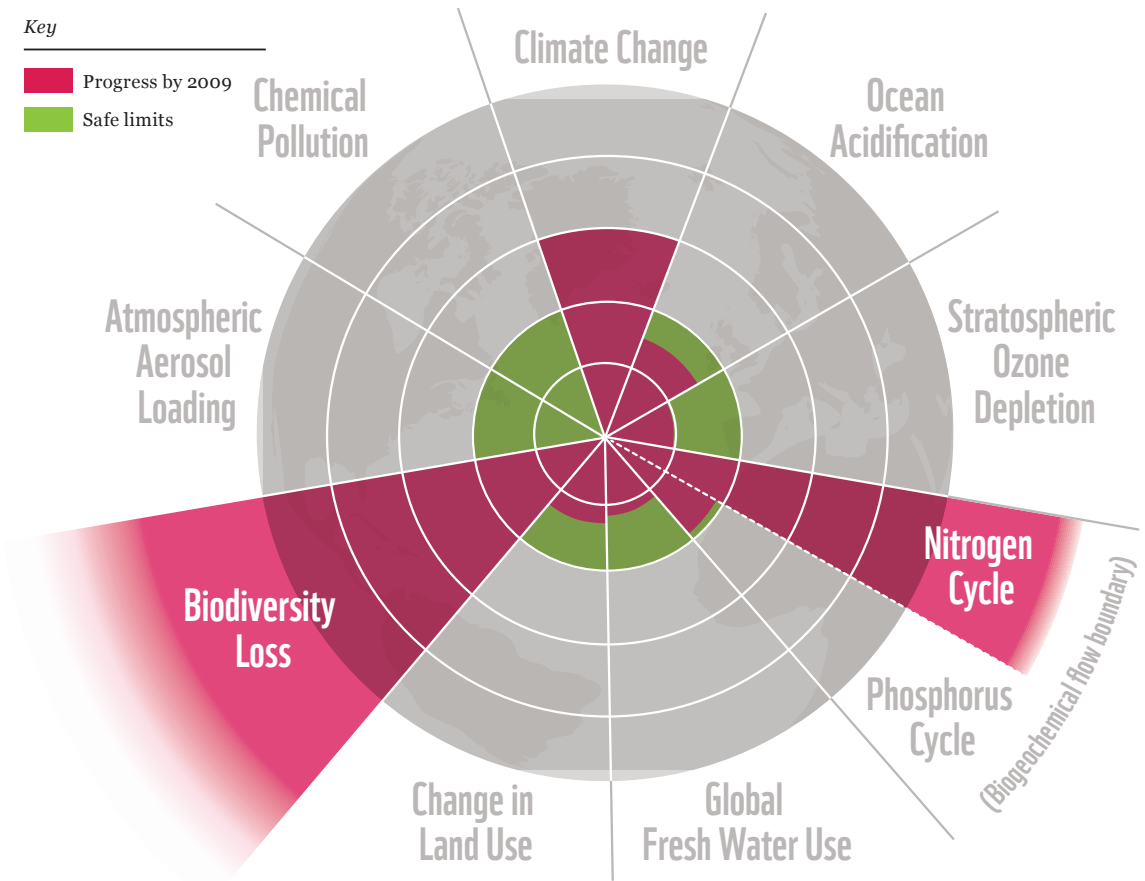 Key
Progress by 2009
Safe limits
Climate Change
Chemical
Pollution
Ocean
Acidification
Atmospheric
Aerosol
Loading
Stratospheric
Ozone
Depletion
Nitrogen
Cycle
Biodiversity
Loss
Phosphorus
Cycle
(Biogeochemical flow boundary)
Change in
Land Use
Global
Fresh Water Use